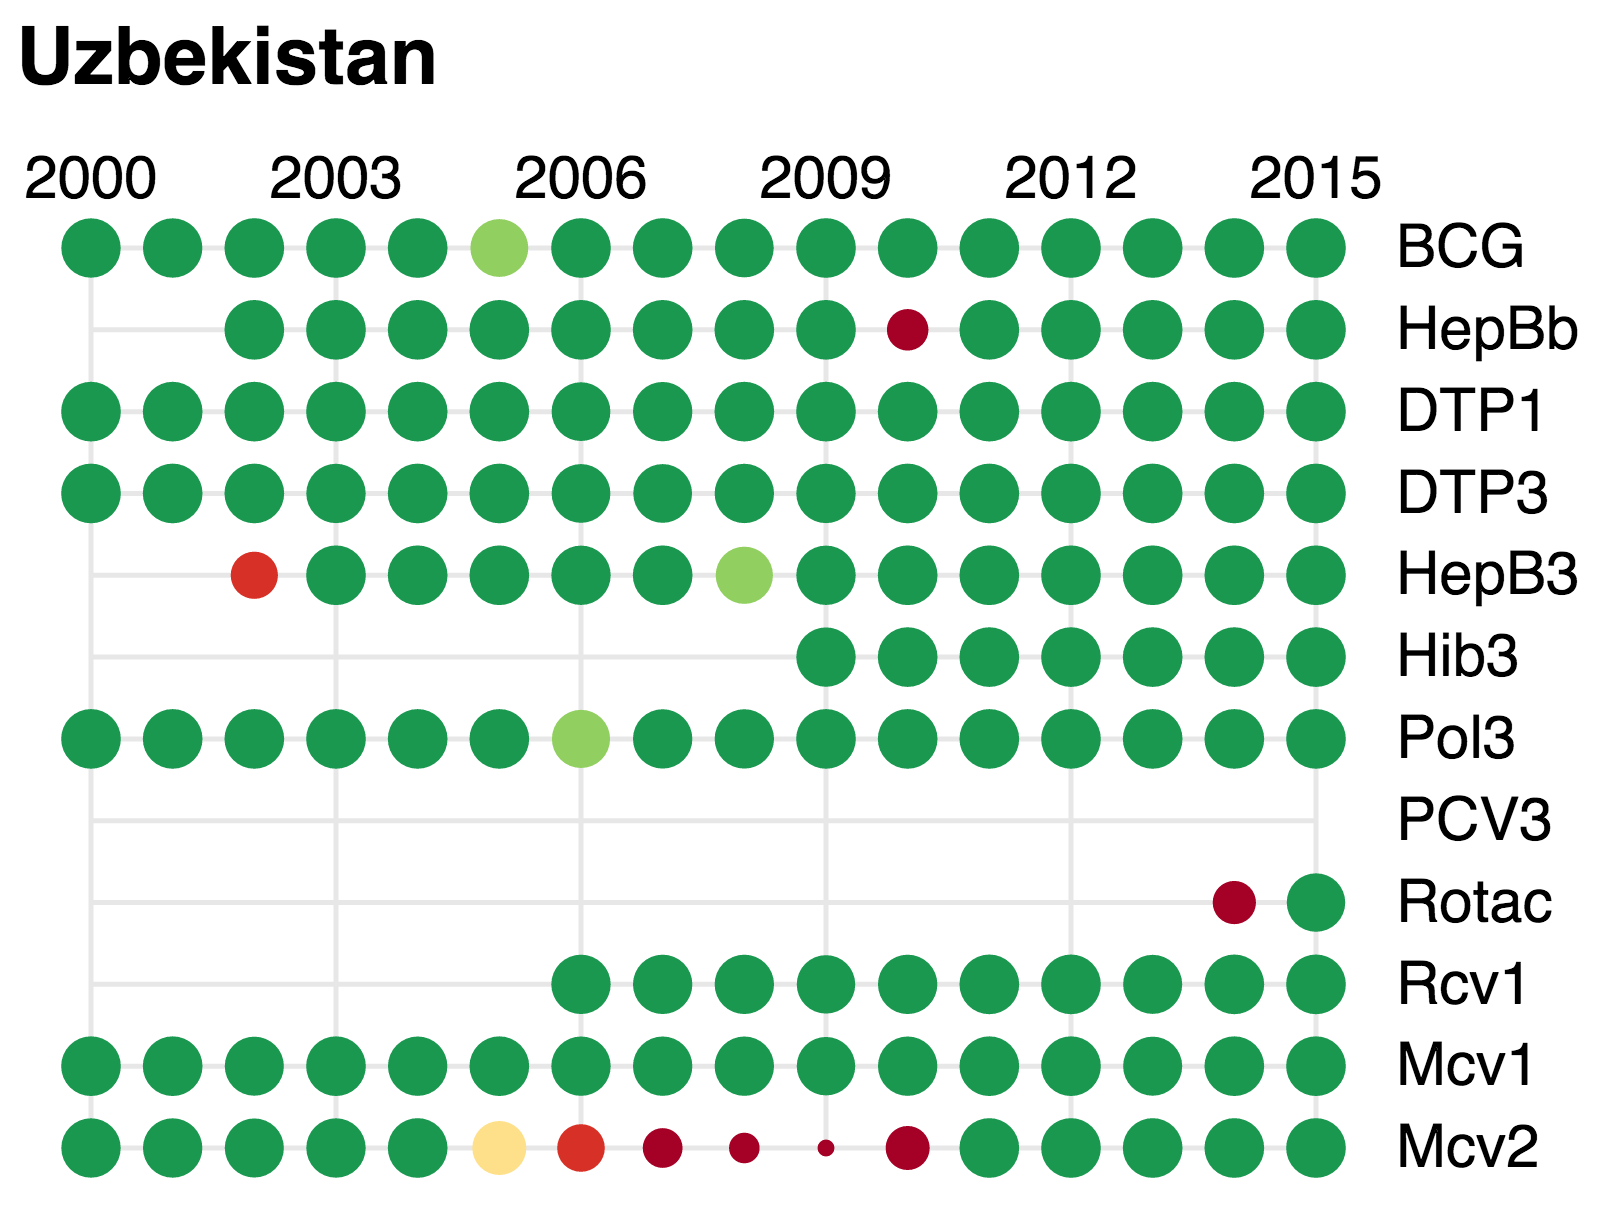 Uzbekistan
2000 2003 2006 2009 2012 2015
BCG
HepBb
DTP1
DTP3
HepB3
Hib3
Pol3
PCV3
Rotac
Rcv1
Mcv1
Mcv2